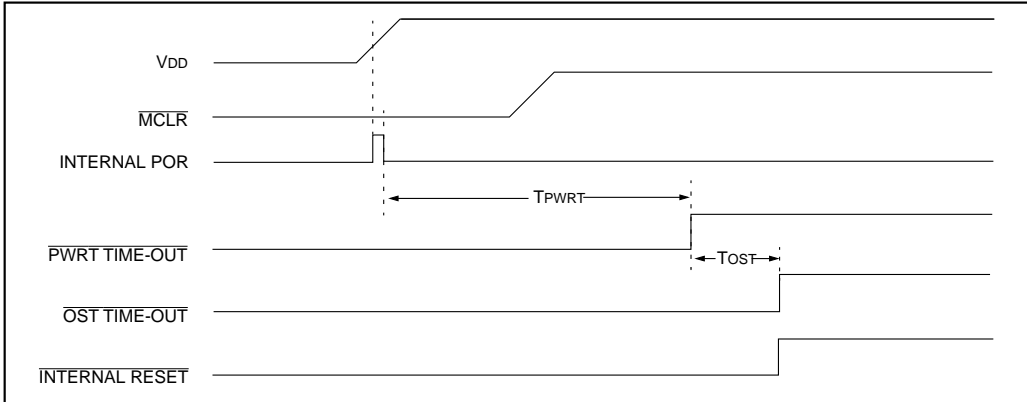 VDD
MCLR
INTERNAL POR
TPWRT
PWRT TIME-OUT
TOST
OST TIME-OUT
INTERNAL RESET